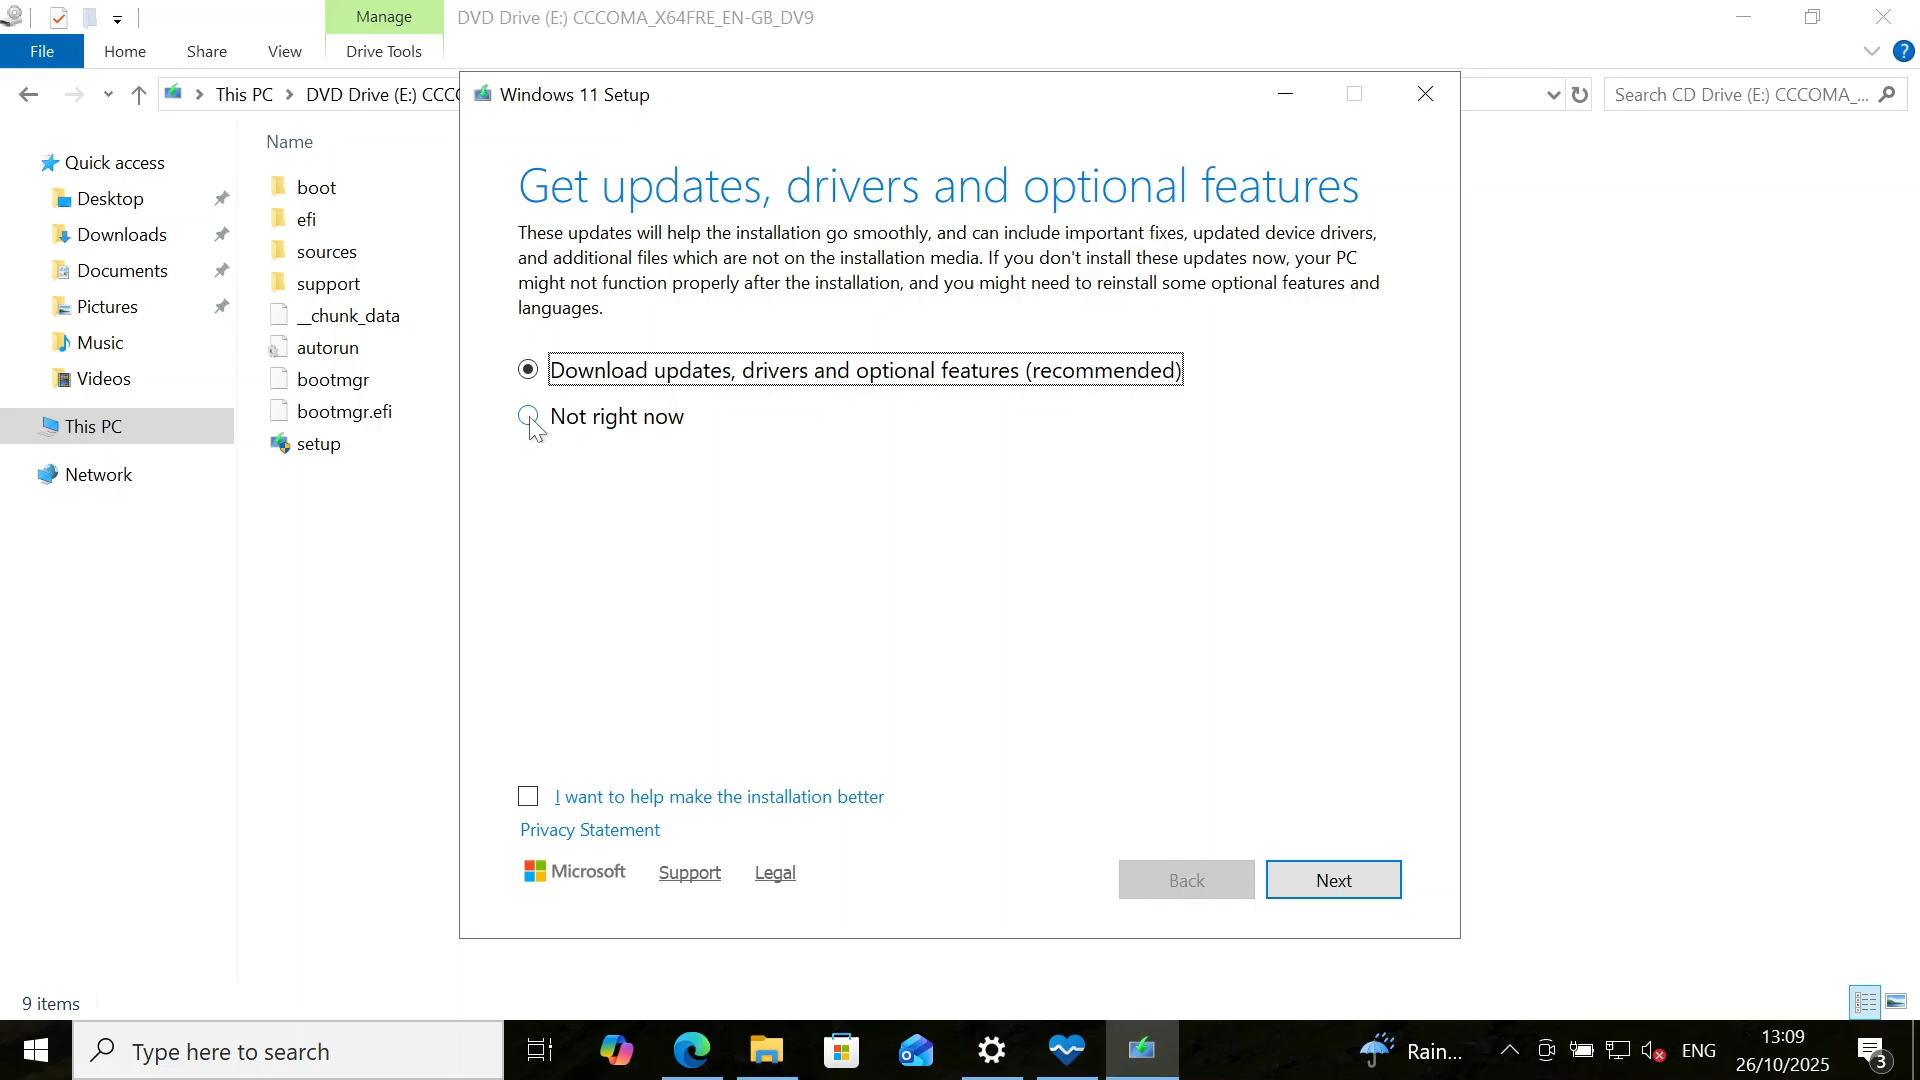 Manage
DVD Drive (E:) CCCOMA_X64FRE_EN-GB_DV9
File
Home
Share
View
Drive Tools
?
This PC
DVD Drive (E:) CCC
Search CD Drive (E:) CCCOMA_...
Windows 11 Setup
Name
Quick access
Desktop
Downloads
Documents
Pictures
Music
Videos
This PC
Network
boot
efi
sources
support
__chunk_data
autorun
bootmgr
bootmgr.efi
setup
Get updates, drivers and optional features
These updates will help the installation go smoothly, and can include important fixes, updated device drivers,
and additional files which are not on the installation media. If you don't install these updates now, your PC
might not function properly after the installation, and you might need to reinstall some optional features and
languages.
Download updates, drivers and optional features (recommended)
Not right now
I want to help make the installation better
Privacy Statement
Microsoft
Support
Legal
Back
Next
9 items
Type here to search
Rain...
ENG
13:09
26/10/2025
3